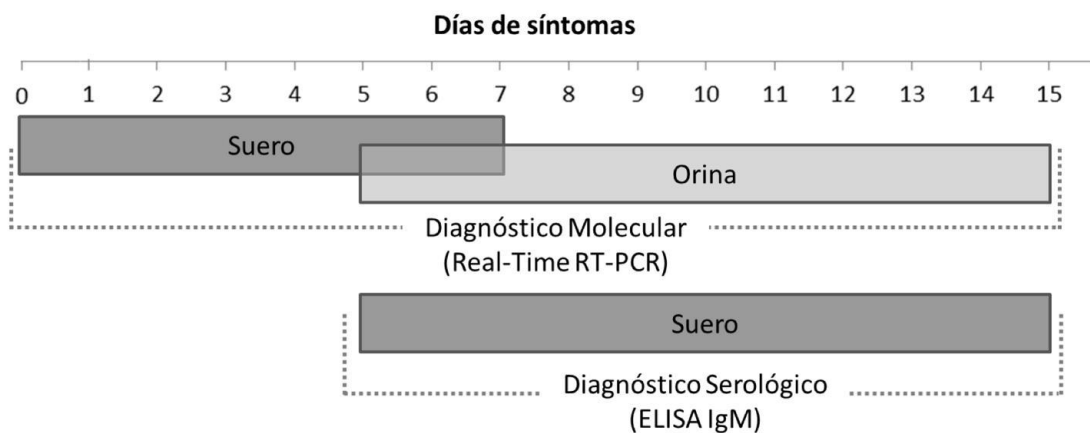 Días de síntomas
0 1 2 3 4 5 6 7 8 9 10 11 12 13 14 15
Suero
Orina
Diagnóstico Molecular
(Real-Time RT-PCR)
Suero
Diagnóstico Serológico
(ELISA IgM)